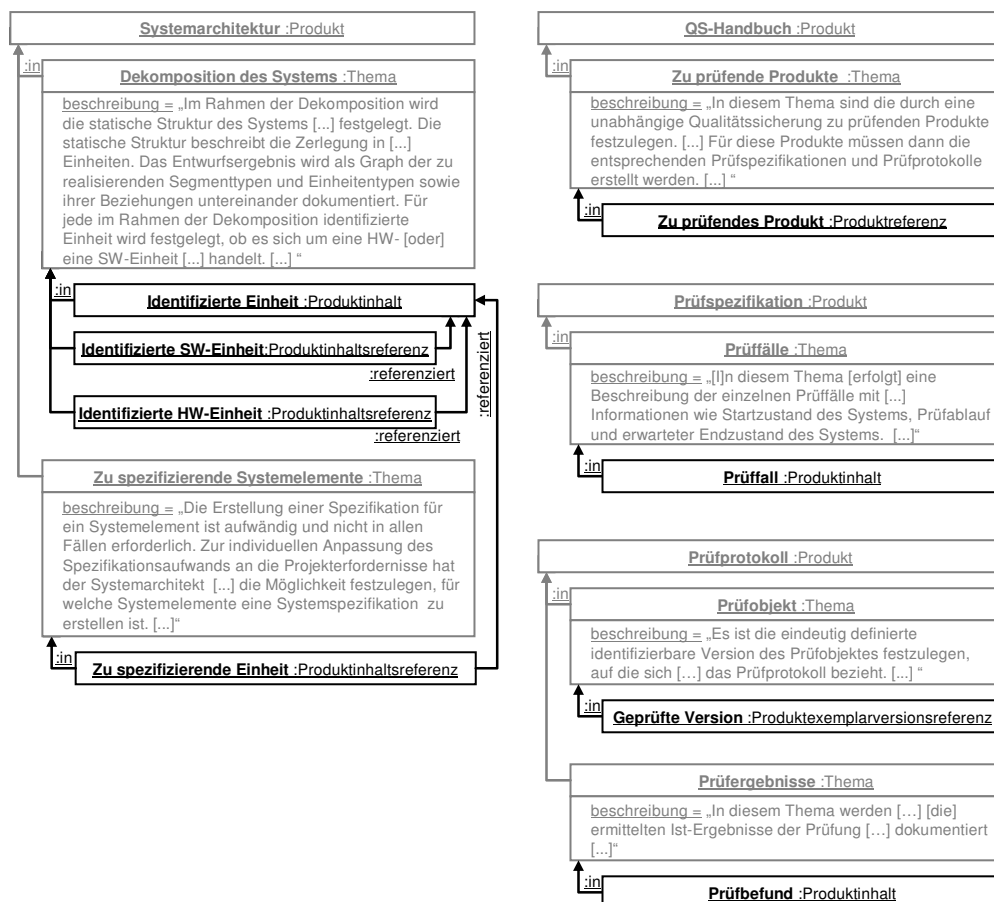 Systemarchitektur :Produkt
:in
Dekomposition des Systems :Thema
beschreibung = „Im Rahmen der Dekomposition wird
die statische Struktur des Systems [...] festgelegt. Die
statische Struktur beschreibt die Zerlegung in [...]
Einheiten. Das Entwurfsergebnis wird als Graph der zu
realisierenden Segmenttypen und Einheitentypen sowie
ihrer Beziehungen untereinander dokumentiert. Für
jede im Rahmen der Dekomposition identifizierte
Einheit wird festgelegt, ob es sich um eine HW- [oder]
eine SW-Einheit [...] handelt. [...] “
:in
Identifizierte Einheit :Produktinhalt
Identifizierte SW-Einheit:Produktinhaltsreferenz
:referenziert
Identifizierte HW-Einheit :Produktinhaltsreferenz
:referenziert
:referenziert
Zu spezifizierende Systemelemente :Thema
beschreibung = „Die Erstellung einer Spezifikation für
ein Systemelement ist aufwändig und nicht in allen
Fällen erforderlich. Zur individuellen Anpassung des
Spezifikationsaufwands an die Projekterfordernisse hat
der Systemarchitekt [...] die Möglichkeit festzulegen, für
welche Systemelemente eine Systemspezifikation zu
erstellen ist. [...]“
:in
Zu spezifizierende Einheit :Produktinhaltsreferenz
QS-Handbuch :Produkt
:in
Zu prüfende Produkte :Thema
beschreibung = „In diesem Thema sind die durch eine
unabhängige Qualitätssicherung zu prüfenden Produkte
festzulegen. [...] Für diese Produkte müssen dann die
entsprechenden Prüfspezifikationen und Prüfprotokolle
erstellt werden. [...] “
:in
Zu prüfendes Produkt :Produktreferenz
Prüfspezifikation :Produkt
:in
Prüffälle :Thema
beschreibung = „[I]n diesem Thema [erfolgt] eine
Beschreibung der einzelnen Prüffälle mit [...]
Informationen wie Startzustand des Systems, Prüfablauf
und erwarteter Endzustand des Systems. [...]“
:in
Prüffall :Produktinhalt
Prüfprotokoll :Produkt
:in
Prüfobjekt :Thema
beschreibung = „Es ist die eindeutig definierte
identifizierbare Version des Prüfobjektes festzulegen,
auf die sich […] das Prüfprotokoll bezieht. [...] “
:in
Geprüfte Version :Produktexemplarversionsreferenz
Prüfergebnisse :Thema
beschreibung = „In diesem Thema werden […] [die]
ermittelten Ist-Ergebnisse der Prüfung […] dokumentiert
[...]“
:in
Prüfbefund :Produktinhalt